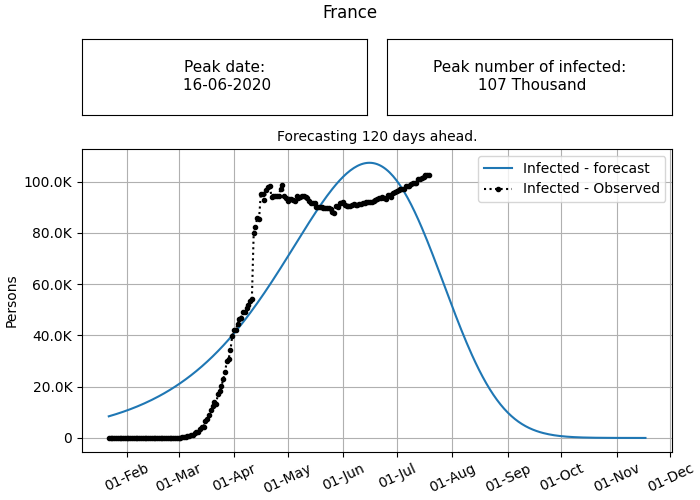 France
Peak date:
16-06-2020
Peak number of infected:
107 Thousand
Forecasting 120 days ahead.
Infected - forecast
Infected - Observed
Persons
100.0K
80.0K
60.0K
40.0K
20.0K
0
01-Feb
01-Mar
01-Apr
01-May
01-Jun
01-Jul
01-Aug
01-Sep
01-Oct
01-Nov
01-Dec